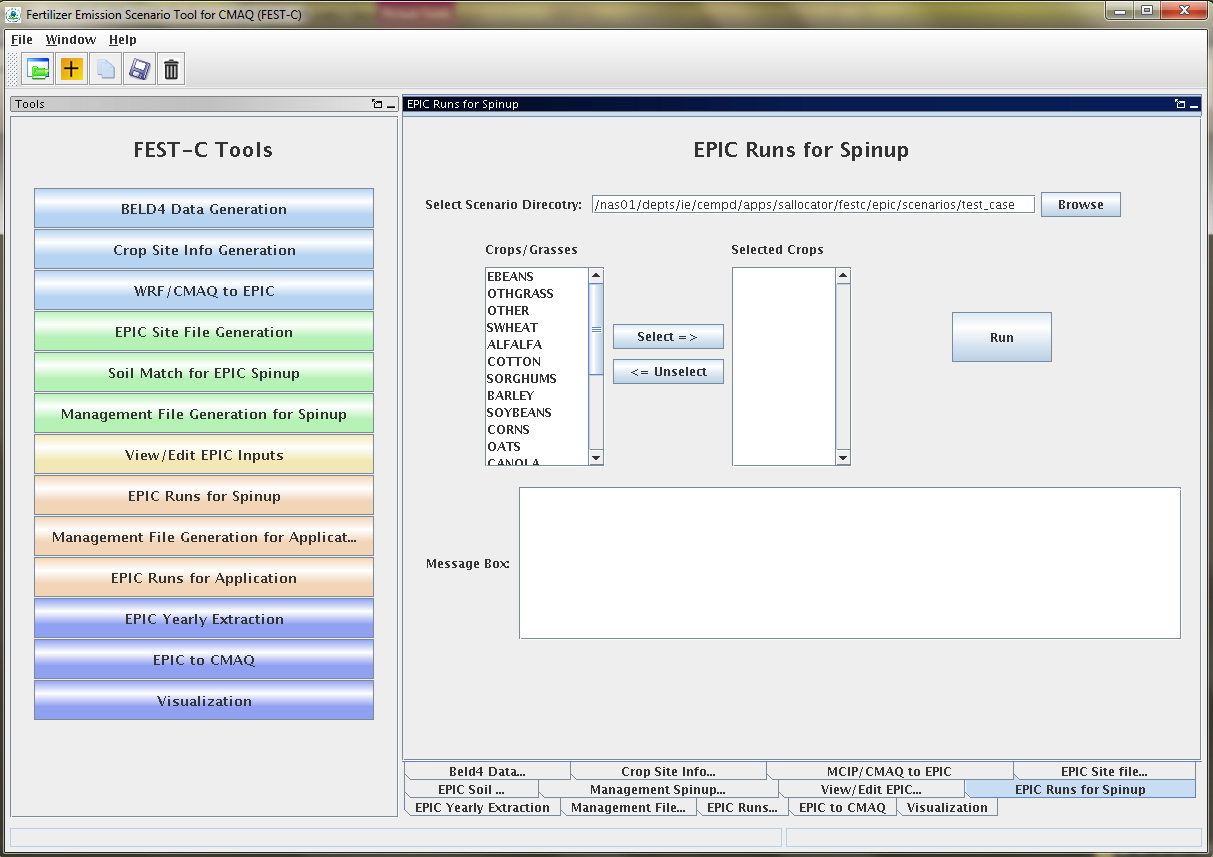 Fertilizer Emission Scenario Tool for CMAQ (FEST-C)
File Window Help
Tools
FEST-C Tools
BELD4 Data Generation
Crop Site Info Generation
WRF/CMAQ to EPIC
EPIC Site File Generation
Soil Match for EPIC Spinup
Management File Generation for Spinup
View/Edit EPIC Inputs
EPIC Runs for Spinup
Management File Generation for Applicat...
EPIC Runs for Application
EPIC Yearly Extraction
EPIC to CMAQ
Visualization
EPIC Runs for Spinup
EPIC Runs for Spinup
Select Scenario Direcotry: /nas01/depts/ie/cempd/apps/sallocator/festc/epic/scenarios/test_case Browse
Crops/Grasses
EBEANS
OTHGRASS
OTHER
SWHEAT
ALFALFA
COTTON
SORGHUMS
BARLEY
SOYBEANS
CORNS
OATS
CANOLA
Select =>
<= Unselect
Selected Crops
Run
Message Box:
Beld4 Data... Crop Site Info... MCIP/CMAQ to EPIC EPIC Site file...
EPIC Soil ... Management Spinup... View/Edit EPIC... EPIC Runs for Spinup
EPIC Yearly Extraction Management File... EPIC Runs... EPIC to CMAQ Visualization